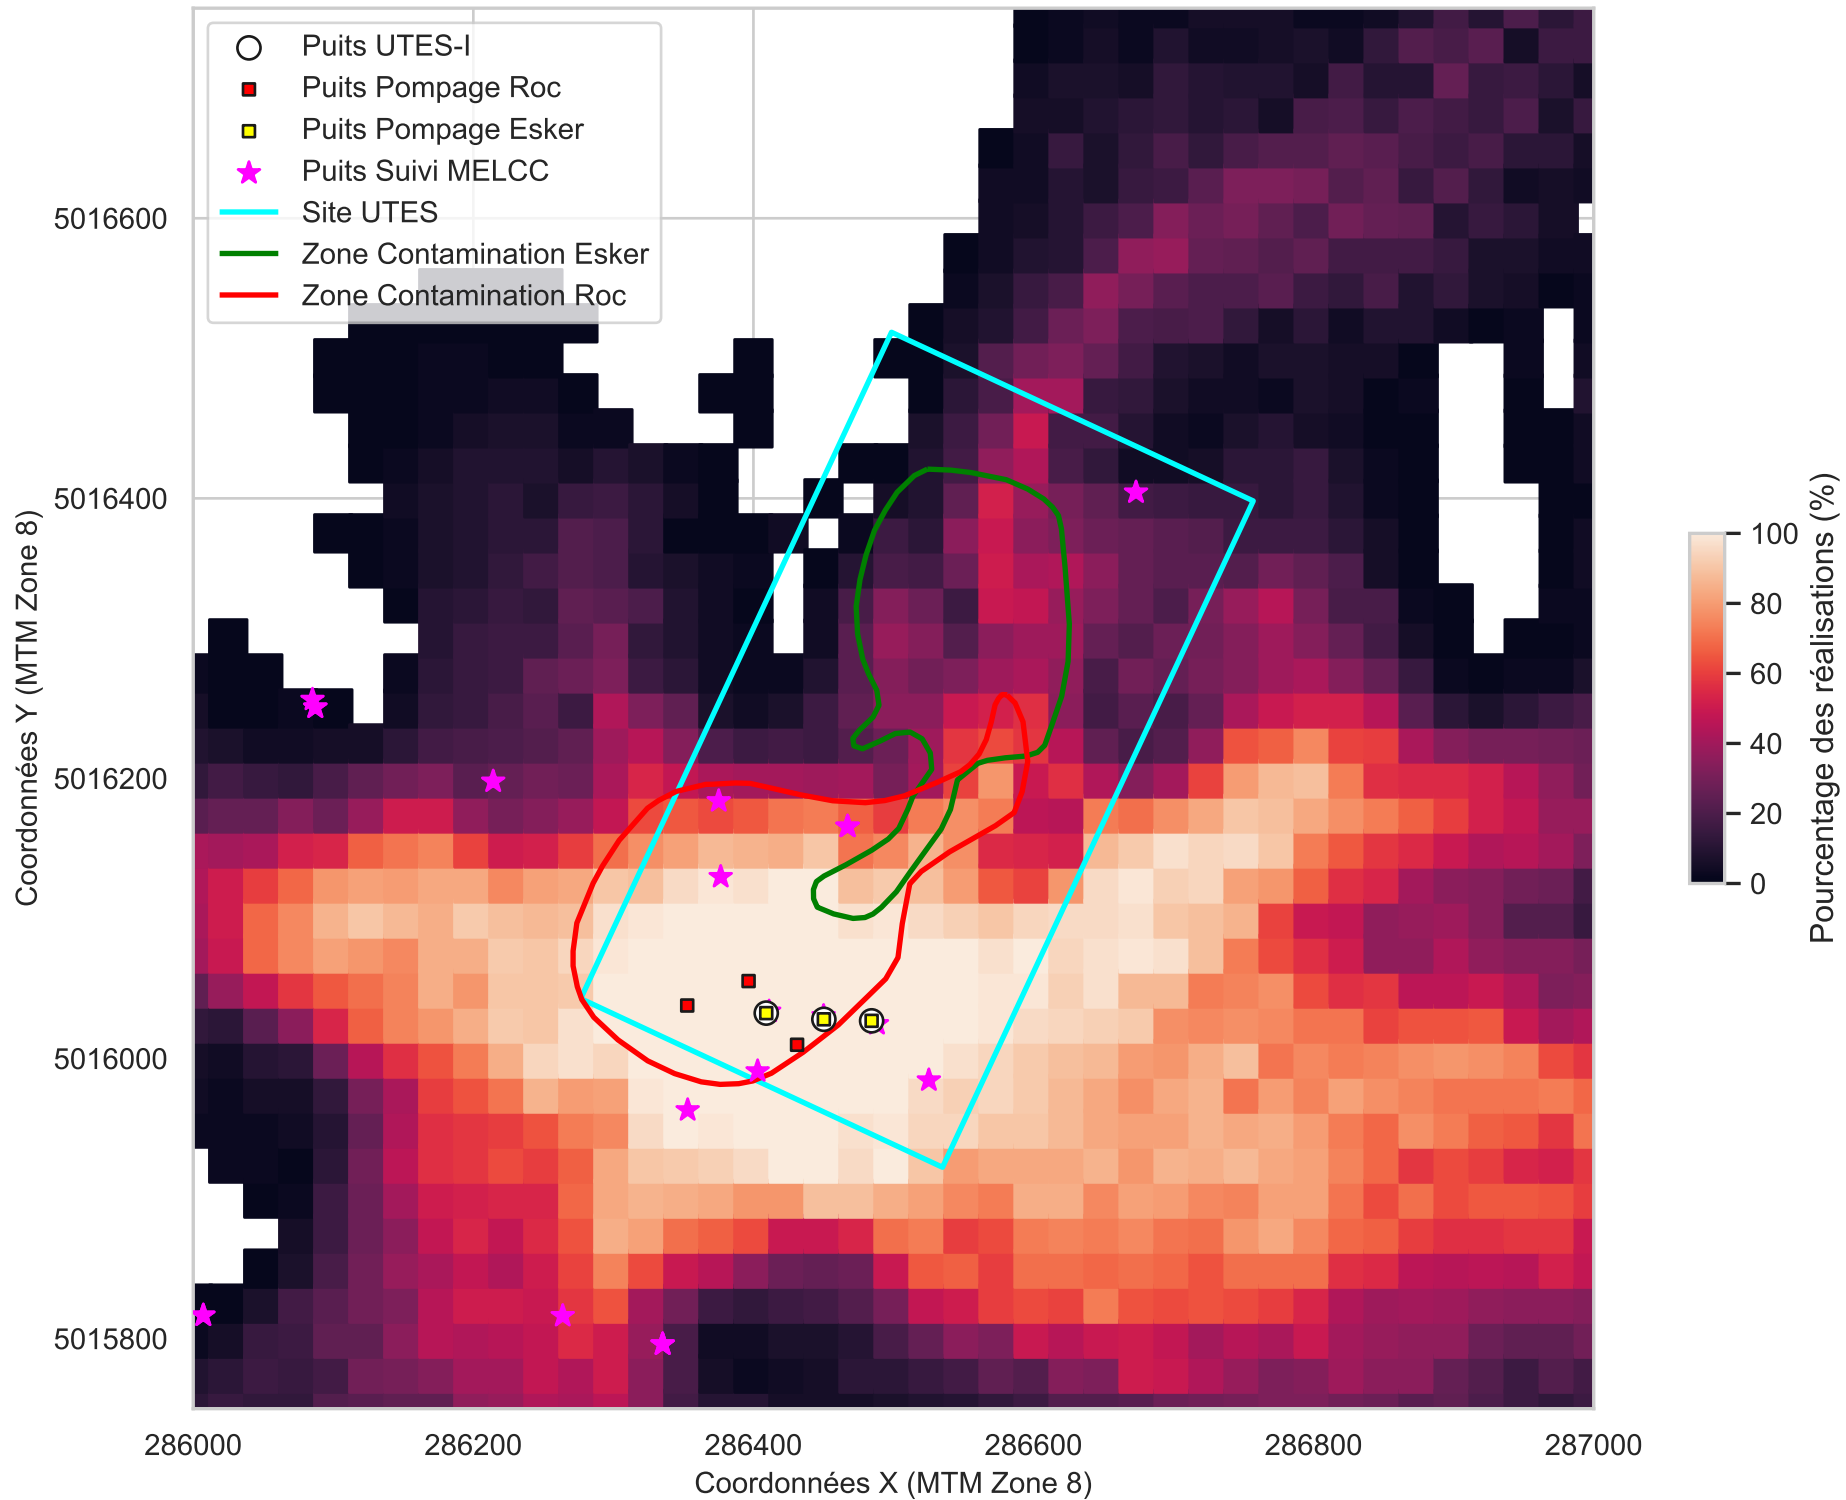 Puits UTES-I
Puits Pompage Roc
Puits Pompage Esker
Puits Suivi MELCC
Site UTES
Zone Contamination Esker
Zone Contamination Roc
5016600
5016400
5016200
5016000
5015800
Coordonnées Y (MTM Zone 8)
286000 286200 286400 286600 286800 287000
Coordonnées X (MTM Zone 8)
100
80
60
40
20
0
Pourcentage des réalisations (%)